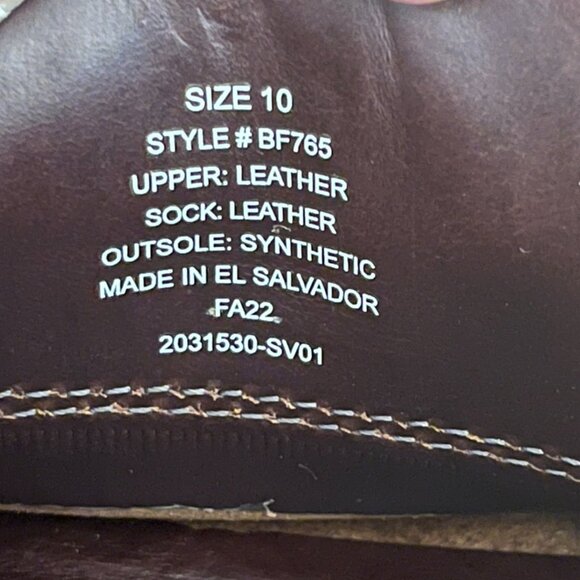 SIZE 10
STYLE # BF765
UPPER: LEATHER
SOCK: LEATHER
OUTSOLE: SYNTHETIC
MADE IN EL SALVADOR
FA22
2031530-SV01